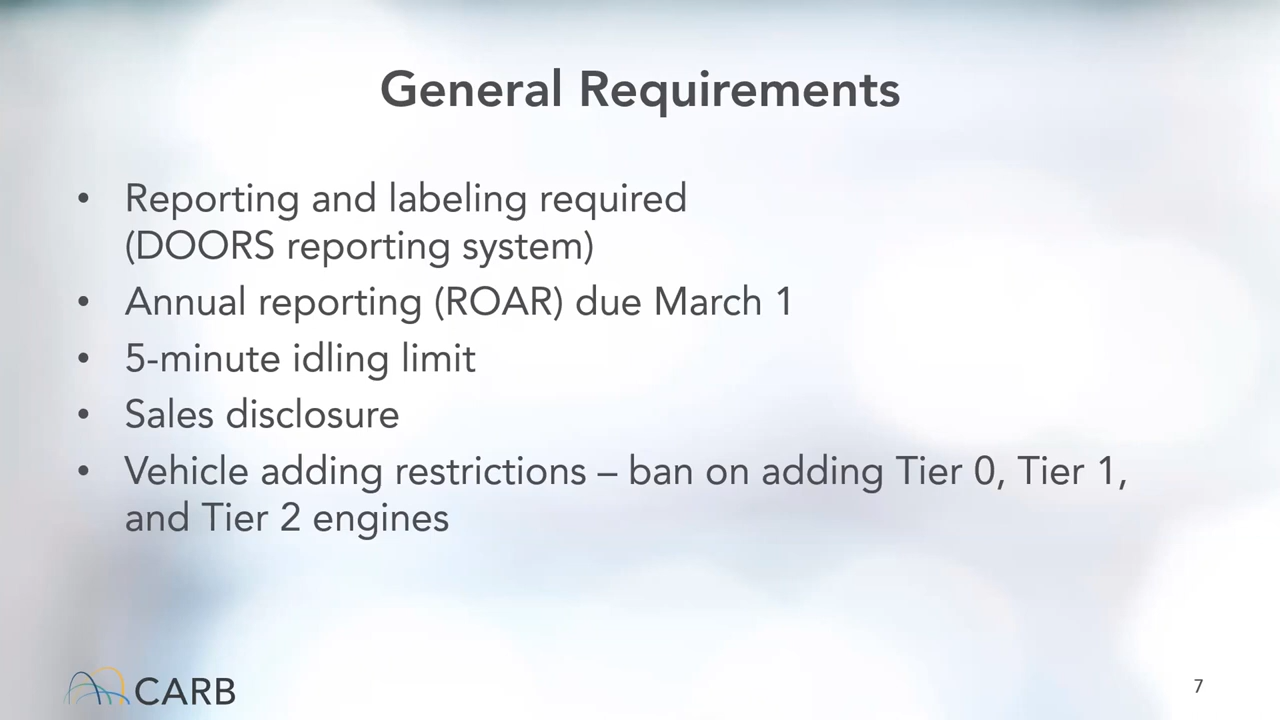 General Requirements
• Reporting and labeling required
(DOORS reporting system)
• Annual reporting (ROAR) due March 1
• 5-minute idling limit
• Sales disclosure
• Vehicle adding restrictions – ban on adding Tier 0, Tier 1,
and Tier 2 engines
CARB
7